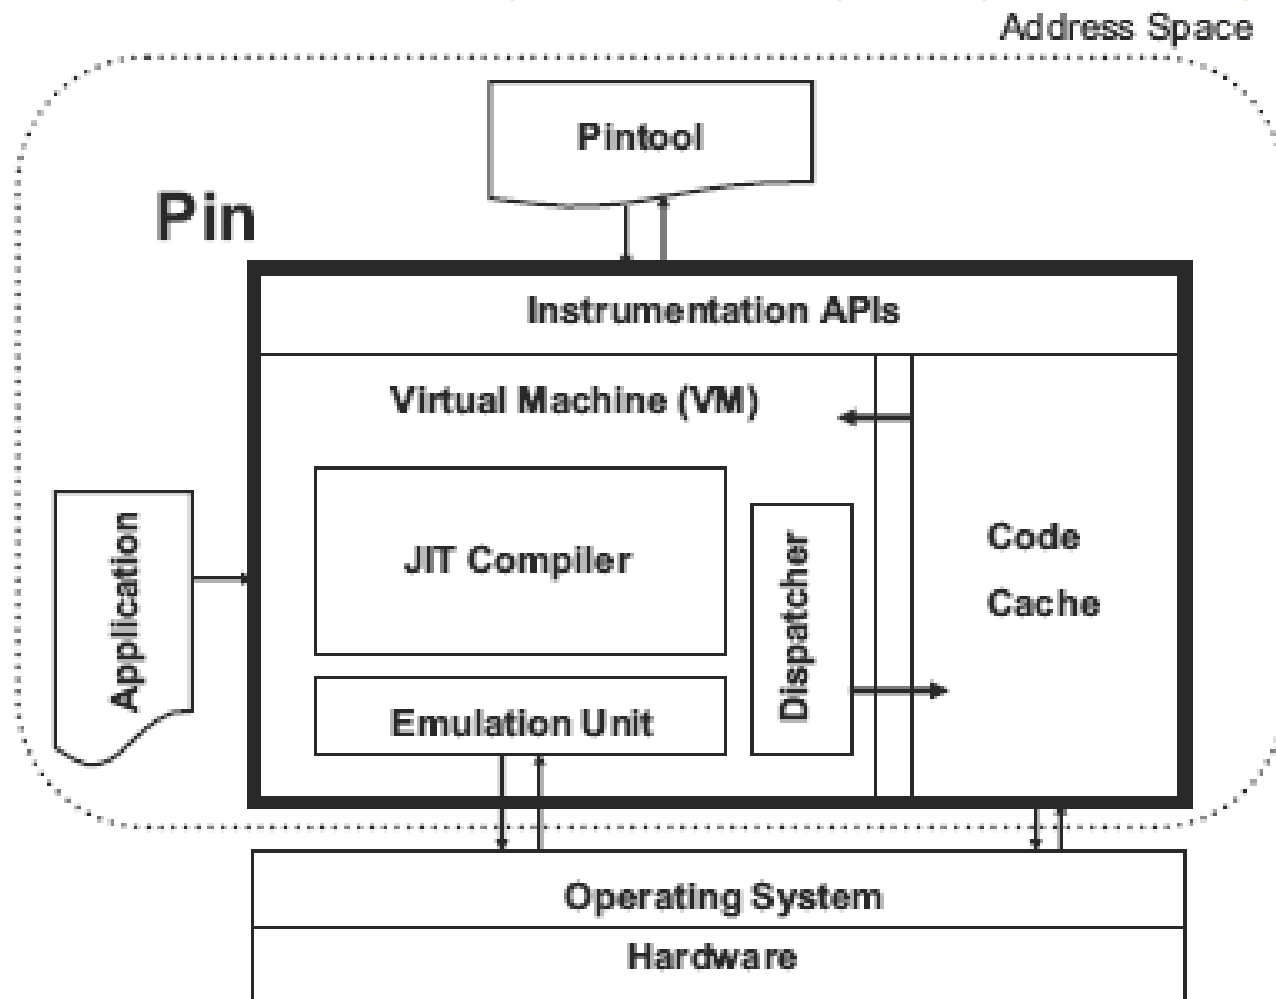 Address Space
Pintool
Pin
Instrumentation APIs
Virtual Machine (VM)
Application
JIT Compiler
Dispatcher
Code
Cache
Emulation Unit
Operating System
Hardware